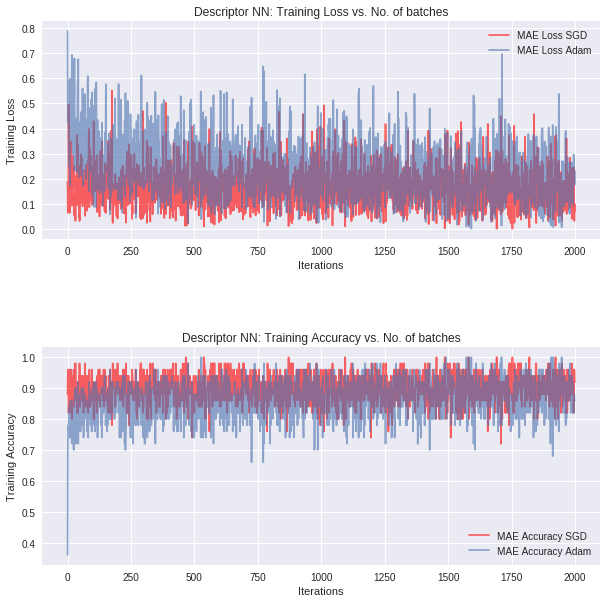 Descriptor NN: Training Loss vs. No. of batches
MAE Loss SGD
MAE Loss Adam
Training Loss
0.8
0.7
0.6
0.5
0.4
0.3
0.2
0.1
0.0
0 250 500 750 1000 1250 1500 1750 2000
Iterations
Descriptor NN: Training Accuracy vs. No. of batches
Training Accuracy
1.0
0.9
0.8
0.7
0.6
0.5
0.4
MAE Accuracy SGD
MAE Accuracy Adam
0 250 500 750 1000 1250 1500 1750 2000
Iterations